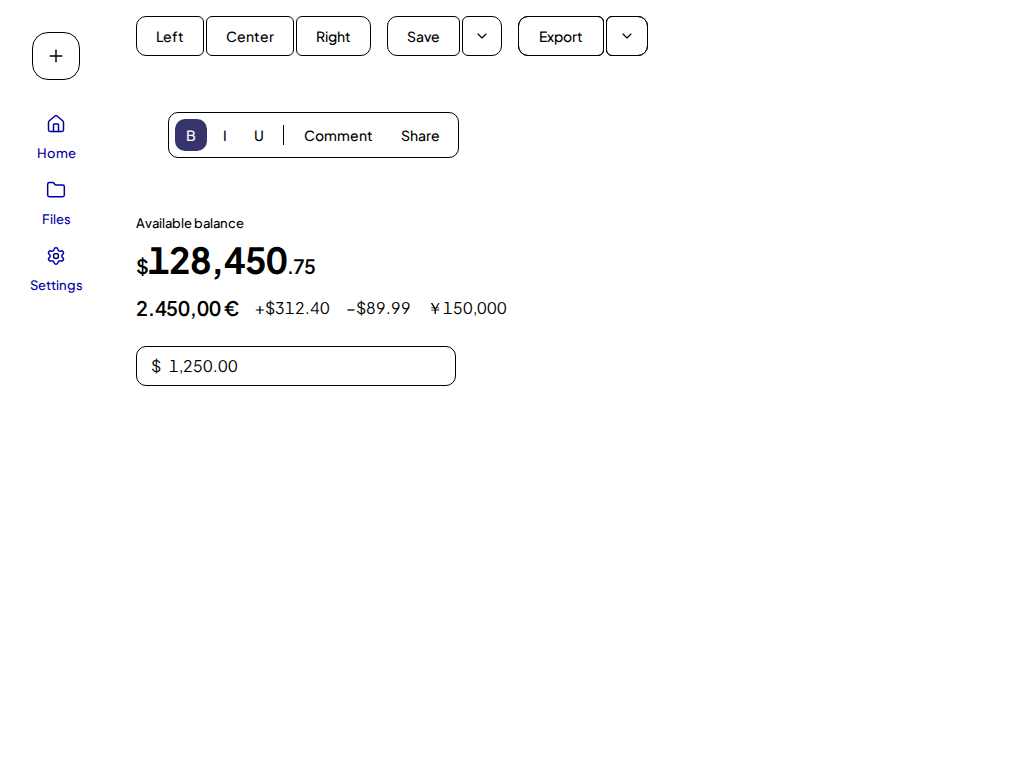 Left Center Right Save Export
Home
Files
Settings
B I U Comment Share
Available balance
$128,450.75
2.450,00 € +$312.40 −$89.99 ¥150,000
$ 1,250.00